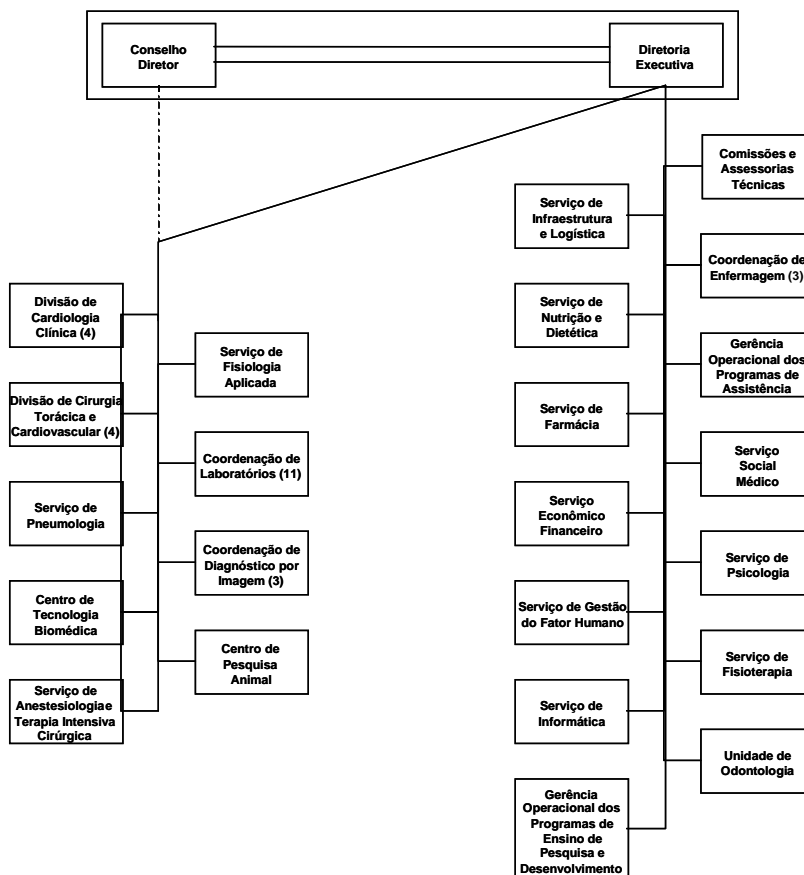 Conselho
Diretor
Diretoria
Executiva
Comissões e
Assessorias
Técnicas
Serviço de
Infraestrutura
e Logística
Coordenação de
Enfermagem (3)
Divisão de
Cardiologia
Clínica (4)
Serviço de
Nutrição e
Dietética
Serviço de
Fisiologia
Aplicada
Gerência
Operacional dos
Programas de
Assistência
Divisão de Cirurgia
Torácica e
Cardiovascular (4)
Serviço de
Farmácia
Coordenação de
Laboratórios (11)
Serviço
Social
Médico
Serviço de
Pneumologia
Serviço
Econômico
Financeiro
Coordenação de
Diagnóstico por
Imagem (3)
Serviço de
Psicologia
Centro de
Tecnologia
Biomédica
Serviço de Gestão
do Fator Humano
Centro de
Pesquisa
Animal
Serviço de
Fisioterapia
Serviço de
Anestesiologia e
Terapia Intensiva
Cirúrgica
Serviço de
Informática
Unidade de
Odontologia
Gerência
Operacional dos
Programas de
Ensino de
Pesquisa e
Desenvolvimento